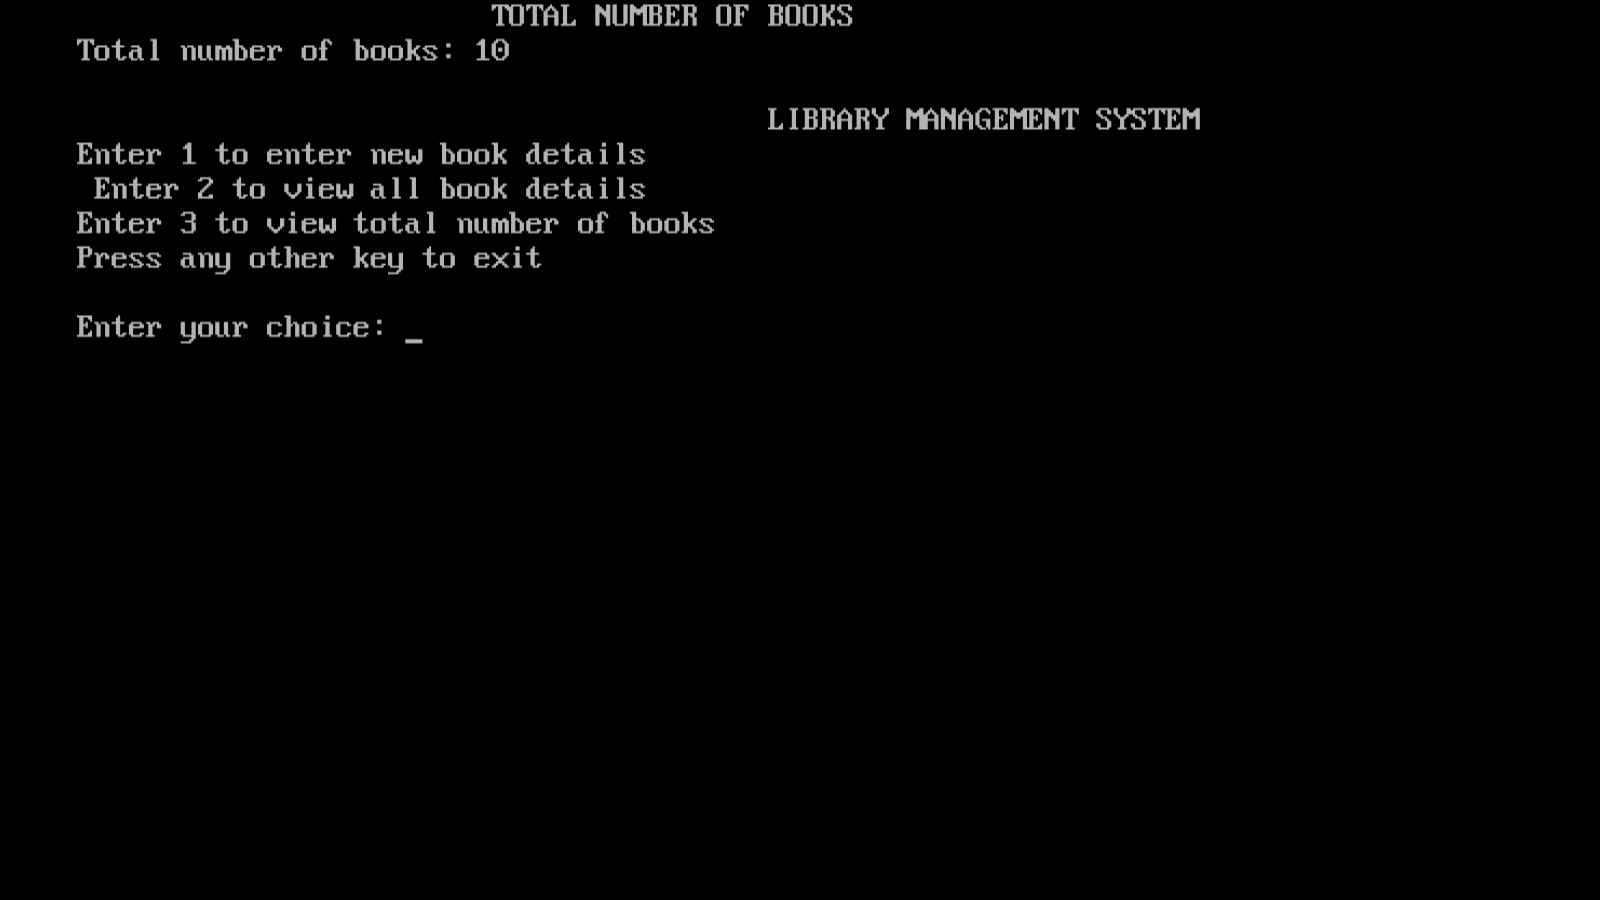 TOTAL NUMBER OF BOOKS
Total number of books: 10
LIBRARY MANAGEMENT SYSTEM
Enter 1 to enter new book details
Enter 2 to view all book details
Enter 3 to view total number of books
Press any other key to exit
Enter your choice: _